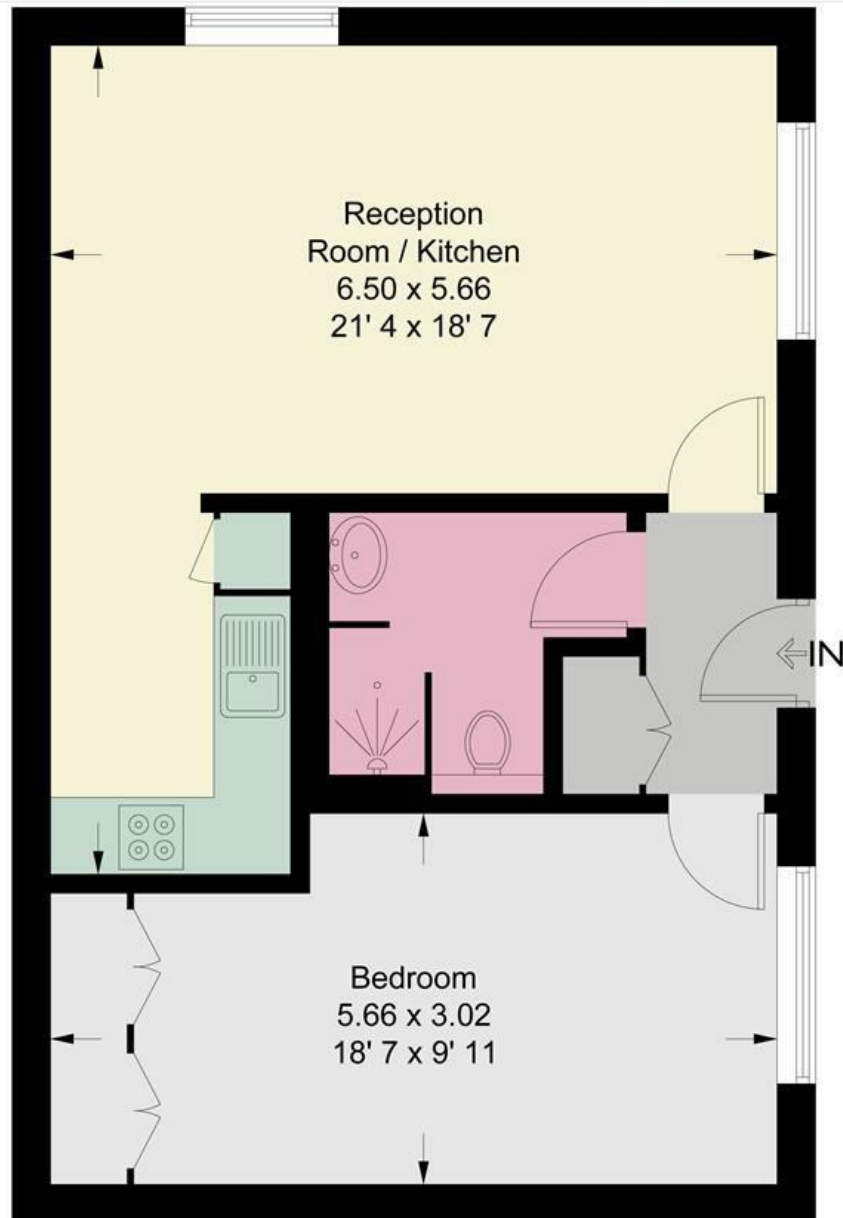 Reception
Room / Kitchen
6.50 x 5.66
21' 4 x 18' 7
IN
Bedroom
5.66 x 3.02
18' 7 x 9' 11